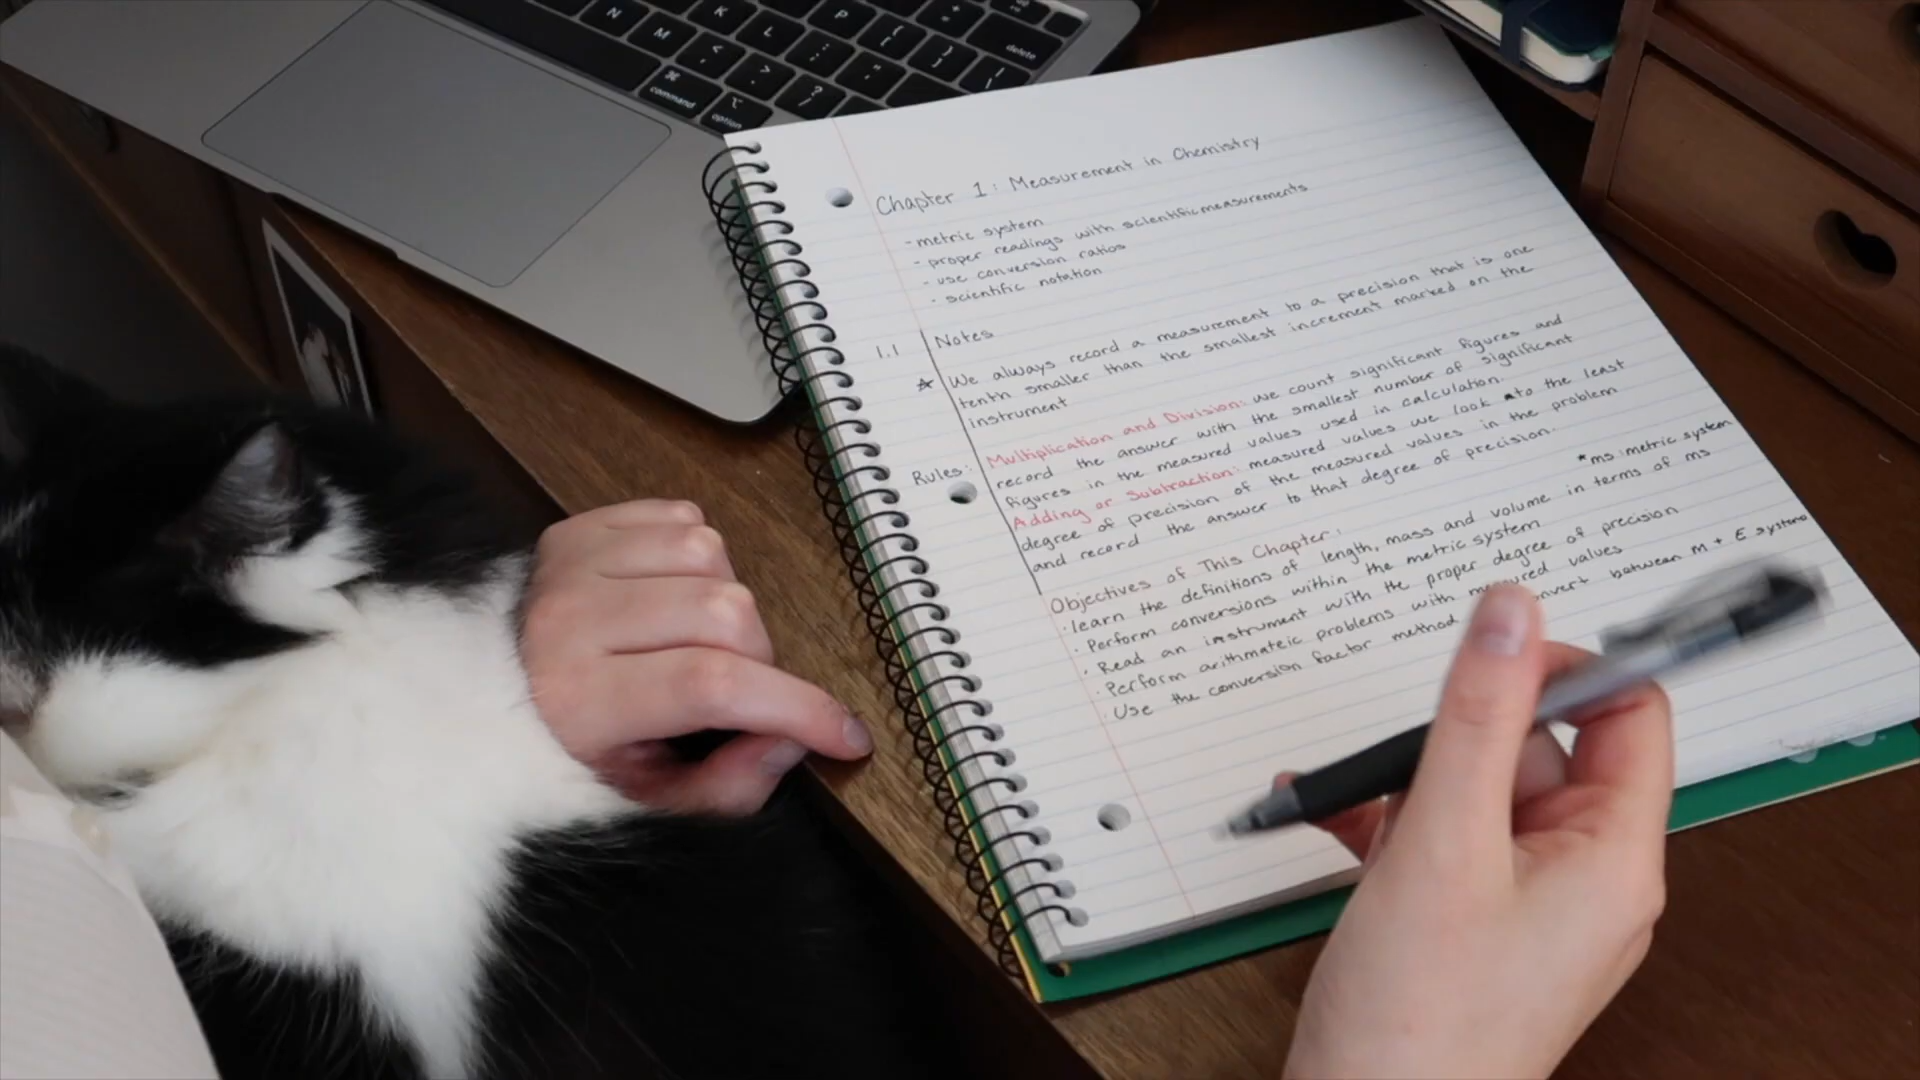 N K P
M L : ; { [ + =
< , > . " ' } ] delete
⌘ command ⌥ option ? / | \
Chapter 1: Measurement in Chemistry
- metric system
- proper readings with scientific measurements
- use conversion ratios
- scientific notation
1.1 Notes
☆ We always record a measurement to a precision that is one
tenth smaller than the smallest increment marked on the
instrument
Rules: Multiplication and Division: we count significant figures and
record the answer with the smallest number of significant
figures in the measured values used in calculation.
Adding or Subtraction: measured values we look to the least
degree of precision of the measured values in the problem
and record the answer to that degree of precision.
*ms: metric system
Objectives of This Chapter:
· learn the definitions of length, mass and volume in terms of ms
· Perform conversions within the metric system
· Read an instrument with the proper degree of precision
· Perform arithmateic problems with measured values
· Use the conversion factor method convert between m + E systems